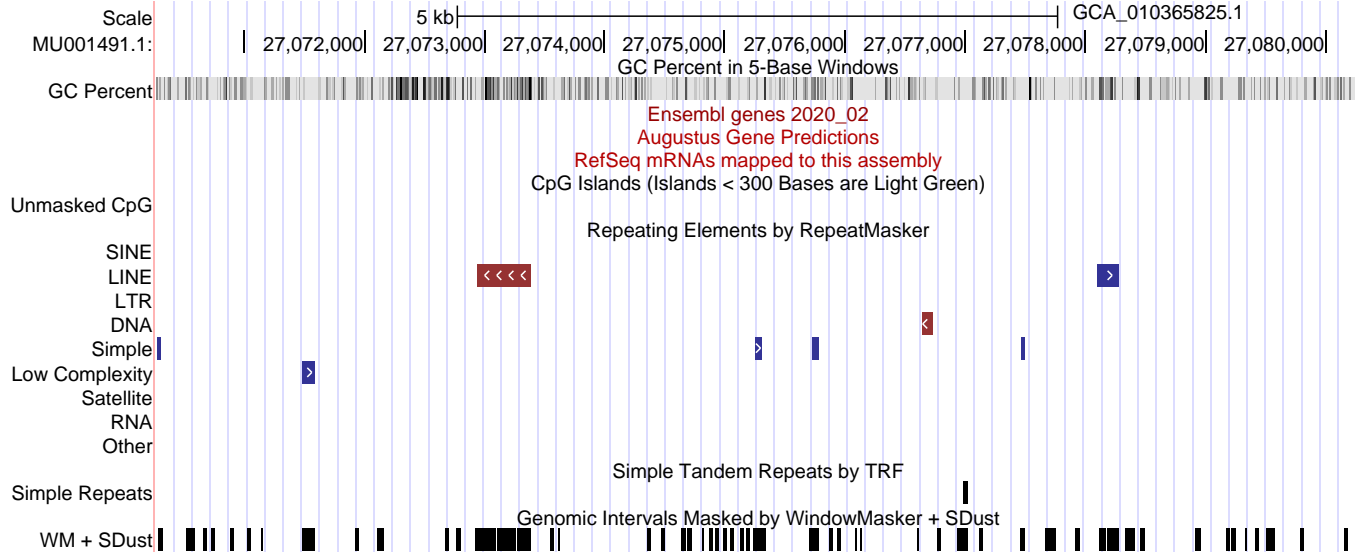 Scale 5 kb GCA_010365825.1
MU001491.1: 27,072,000 27,073,000 27,074,000 27,075,000 27,076,000 27,077,000 27,078,000 27,079,000 27,080,000
GC Percent in 5-Base Windows
GC Percent
Ensembl genes 2020_02
Augustus Gene Predictions
RefSeq mRNAs mapped to this assembly
CpG Islands (Islands < 300 Bases are Light Green)
Unmasked CpG
Repeating Elements by RepeatMasker
SINE
LINE
LTR
DNA
Simple
Low Complexity
Satellite
RNA
Other
Simple Tandem Repeats by TRF
Simple Repeats
Genomic Intervals Masked by WindowMasker + SDust
WM + SDust